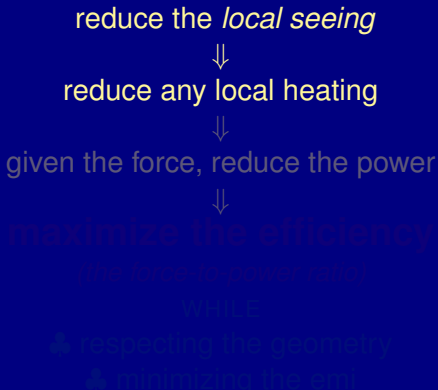 reduce the local seeing
⇓
reduce any local heating
⇓
given the force, reduce the power
⇓
maximize the efficiency
WHILE
♣ respecting the geometry
♣ minimizing the emi